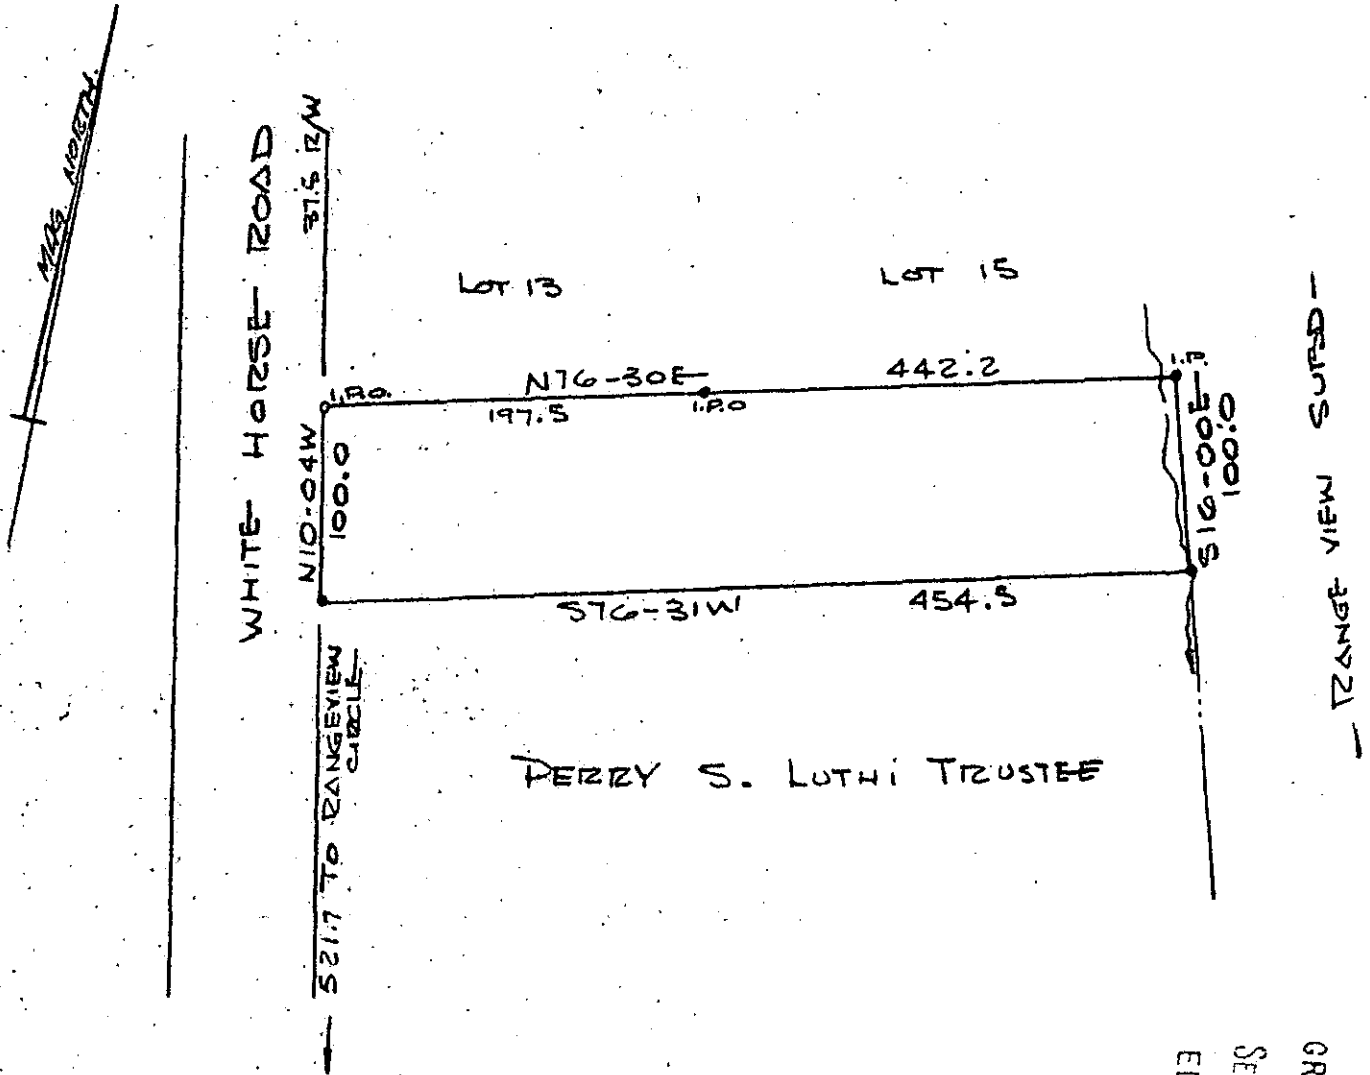 MAG. NORTH.
WHITE HORSE ROAD
37.5 R/W
LOT 13
LOT 15
I.P.O.
N76-30E
442.2
I.P.
197.5
I.P.O
N10-04W
100.0
S16-00E
100.0
S76-31W
454.5
521.7 TO RANGEVIEW
CIRCLE
PERRY S. LUTHI TRUSTEE
- RANGE VIEW SUBD -
GR
SE